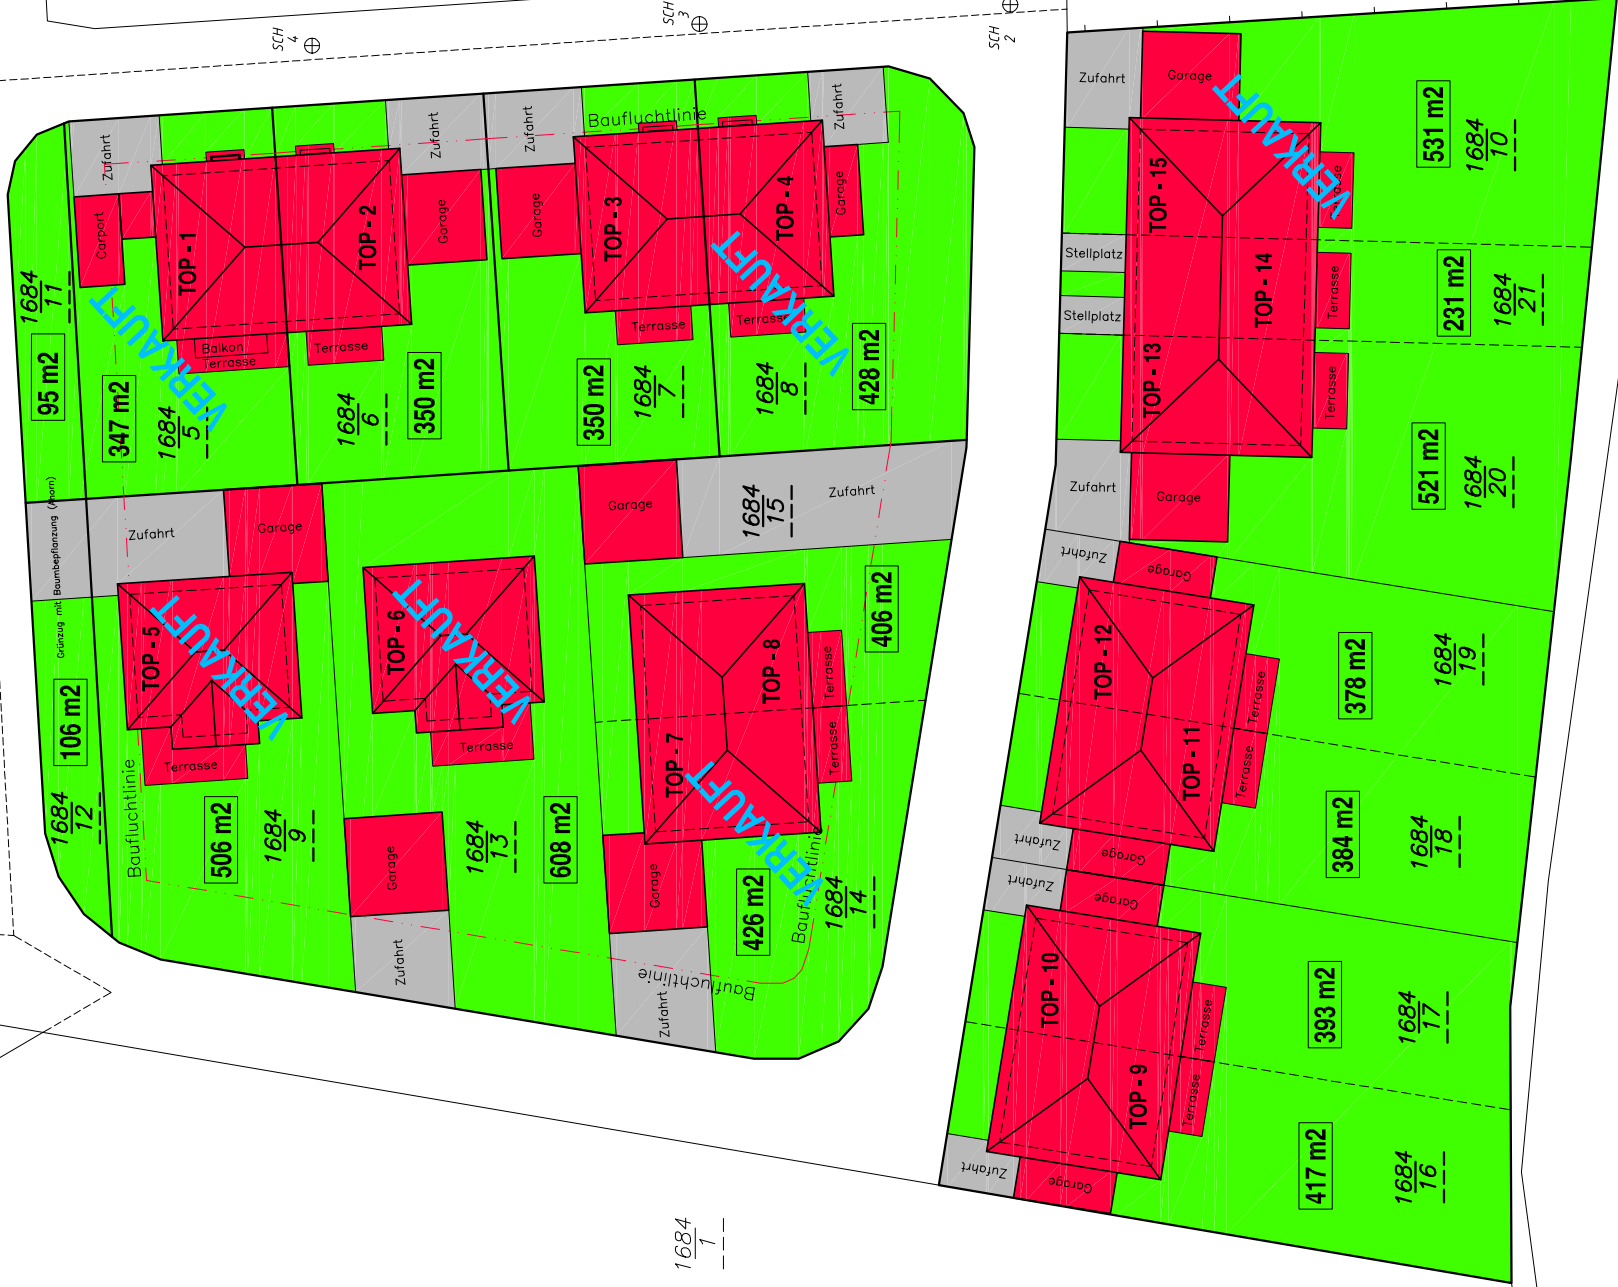 SCH
4
SCH
3
SCH
2
Zufahrt
Carport
TOP - 1
TOP - 2
Zufahrt
Garage
Balkon
Terrasse
Terrasse
VERKAUFT
1684
11
95 m2
347 m2
1684
5
1684
6
350 m2
Zufahrt
Garage
Baufluchtlinie
TOP - 3
TOP - 4
Zufahrt
Garage
Terrasse
Terrasse
VERKAUFT
350 m2
1684
7
1684
8
428 m2
Grünzug mit Baumbepflanzung (Ahorn)
Zufahrt
Garage
TOP - 5
Terrasse
VERKAUFT
106 m2
1684
12
Baufluchtlinie
506 m2
1684
9
TOP - 6
Terrasse
VERKAUFT
Garage
Zufahrt
1684
13
608 m2
Garage
1684
15
Zufahrt
406 m2
TOP - 8
TOP - 7
Terrasse
Terrasse
VERKAUFT
Garage
Zufahrt
426 m2
Baufluchtlinie
1684
14
Baufluchtlinie
1684
1
Zufahrt
Garage
VERKAUFT
TOP - 15
Terrasse
531 m2
1684
10
Stellplatz
Stellplatz
TOP - 14
Terrasse
231 m2
1684
21
TOP - 13
Terrasse
Zufahrt
Garage
521 m2
1684
20
Zufahrt
Garage
TOP - 12
Terrasse
378 m2
1684
19
TOP - 11
Terrasse
Zufahrt
Garage
384 m2
1684
18
Zufahrt
Garage
TOP - 10
Terrasse
393 m2
1684
17
TOP - 9
Terrasse
Zufahrt
Garage
417 m2
1684
16